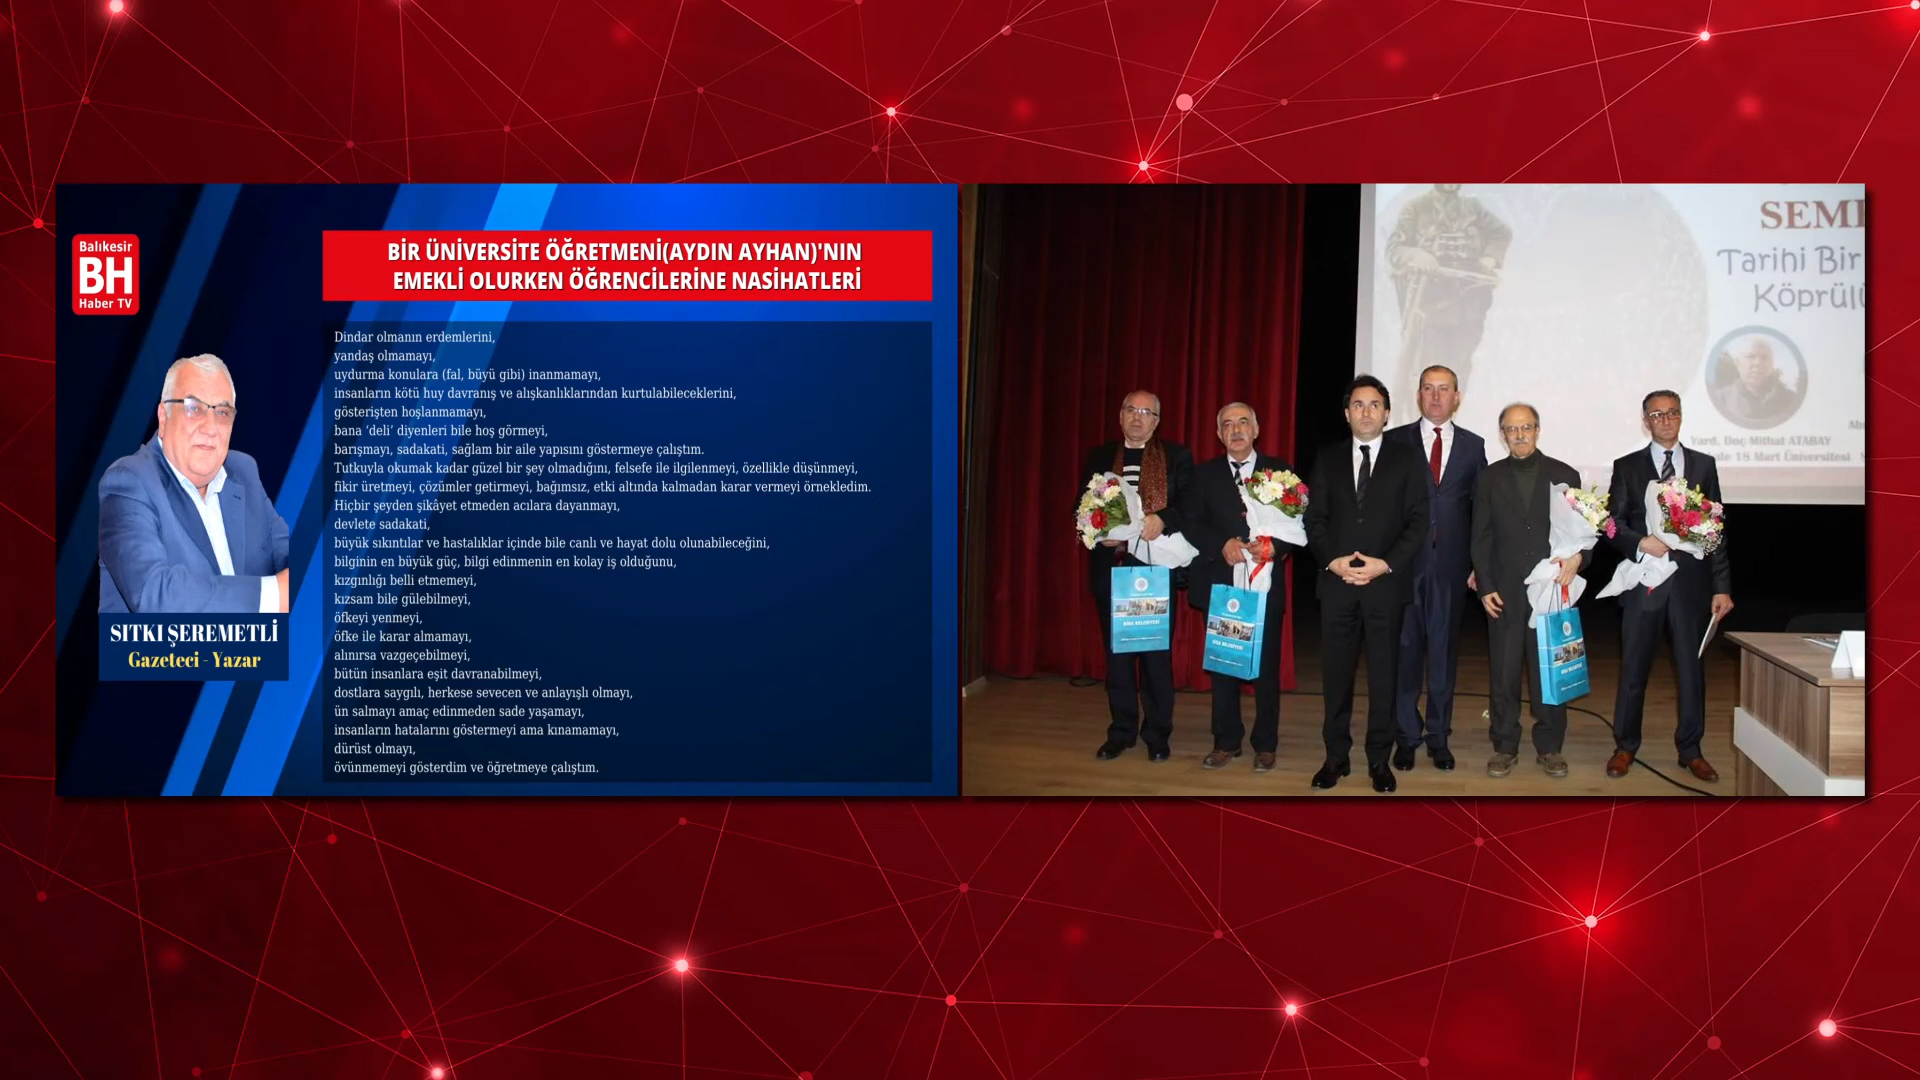 Balıkesir
BH
Haber TV
BİR ÜNİVERSİTE ÖĞRETMENİ(AYDIN AYHAN)'NIN
EMEKLİ OLURKEN ÖĞRENCİLERİNE NASİHATLERİ
Dindar olmanın erdemlerini,
yandaş olmamayı,
uydurma konulara (fal, büyü gibi) inanmamayı,
insanların kötü huy davranış ve alışkanlıklarından kurtulabileceklerini,
gösterişten hoşlanmamayı,
bana ‘deli’ diyenleri bile hoş görmeyi,
barışmayı, sadakati, sağlam bir aile yapısını göstermeye çalıştım.
Tutkuyla okumak kadar güzel bir şey olmadığını, felsefe ile ilgilenmeyi, özellikle düşünmeyi,
fikir üretmeyi, çözümler getirmeyi, bağımsız, etki altında kalmadan karar vermeyi örnekledim.
Hiçbir şeyden şikâyet etmeden acılara dayanmayı,
devlete sadakati,
büyük sıkıntılar ve hastalıklar içinde bile canlı ve hayat dolu olunabileceğini,
bilginin en büyük güç, bilgi edinmenin en kolay iş olduğunu,
kızgınlığı belli etmemeyi,
kızsam bile gülebilmeyi,
öfkeyi yenmeyi,
öfke ile karar almamayı,
alınırsa vazgeçebilmeyi,
bütün insanlara eşit davranabilmeyi,
dostlara saygılı, herkese sevecen ve anlayışlı olmayı,
ün salmayı amaç edinmeden sade yaşamayı,
insanların hatalarını göstermeyi ama kınamamayı,
dürüst olmayı,
övünmemeyi gösterdim ve öğretmeye çalıştım.
SITKI ŞEREMETLİ
Gazeteci - Yazar
SEM
Tarihi Bir
Köprül
Yard. Doç Mithat ATABAY
18 Mart Üniversitesi
BİGA BELEDİYESİ